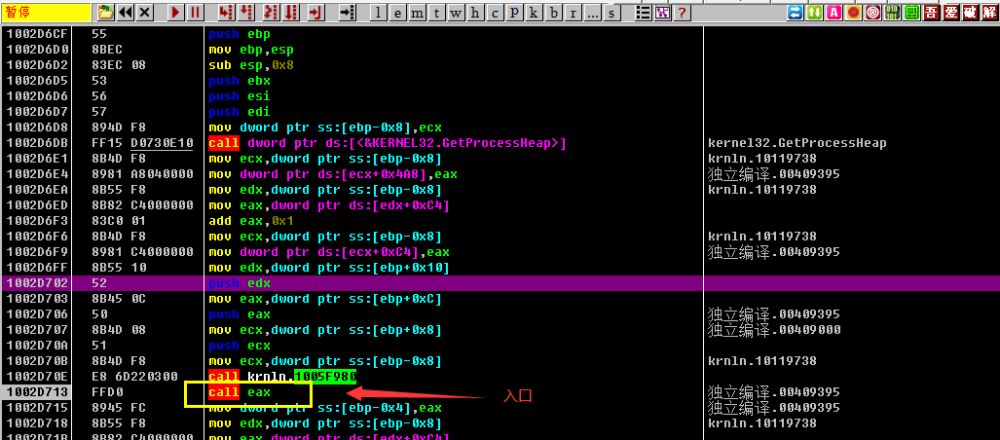 暂停 l e m t w h c p k b r ... s ? A 吾 爱 破 解
1002D6CF 55 push ebp
1002D6D0 8BEC mov ebp,esp
1002D6D2 83EC 08 sub esp,0x8
1002D6D5 53 push ebx
1002D6D6 56 push esi
1002D6D7 57 push edi
1002D6D8 894D F8 mov dword ptr ss:[ebp-0x8],ecx
1002D6DB FF15 D0730E10 call dword ptr ds:[<&KERNEL32.GetProcessHeap>] kernel32.GetProcessHeap
1002D6E1 8B4D F8 mov ecx,dword ptr ss:[ebp-0x8] krnln.10119738
1002D6E4 8981 A8040000 mov dword ptr ds:[ecx+0x4A8],eax 独立编译.00409395
1002D6EA 8B55 F8 mov edx,dword ptr ss:[ebp-0x8] krnln.10119738
1002D6ED 8B82 C4000000 mov eax,dword ptr ds:[edx+0xC4]
1002D6F3 83C0 01 add eax,0x1
1002D6F6 8B4D F8 mov ecx,dword ptr ss:[ebp-0x8] krnln.10119738
1002D6F9 8981 C4000000 mov dword ptr ds:[ecx+0xC4],eax 独立编译.00409395
1002D6FF 8B55 10 mov edx,dword ptr ss:[ebp+0x10]
1002D702 52 push edx
1002D703 8B45 0C mov eax,dword ptr ss:[ebp+0xC]
1002D706 50 push eax 独立编译.00409395
1002D707 8B4D 08 mov ecx,dword ptr ss:[ebp+0x8] 独立编译.00409000
1002D70A 51 push ecx
1002D70B 8B4D F8 mov ecx,dword ptr ss:[ebp-0x8] krnln.10119738
1002D70E E8 6D220300 call krnln.1005F980
1002D713 FFD0 call eax 入口 独立编译.00409395
1002D715 8945 FC mov dword ptr ss:[ebp-0x4],eax 独立编译.00409395
1002D718 8B55 F8 mov edx,dword ptr ss:[ebp-0x8] krnln.10119738